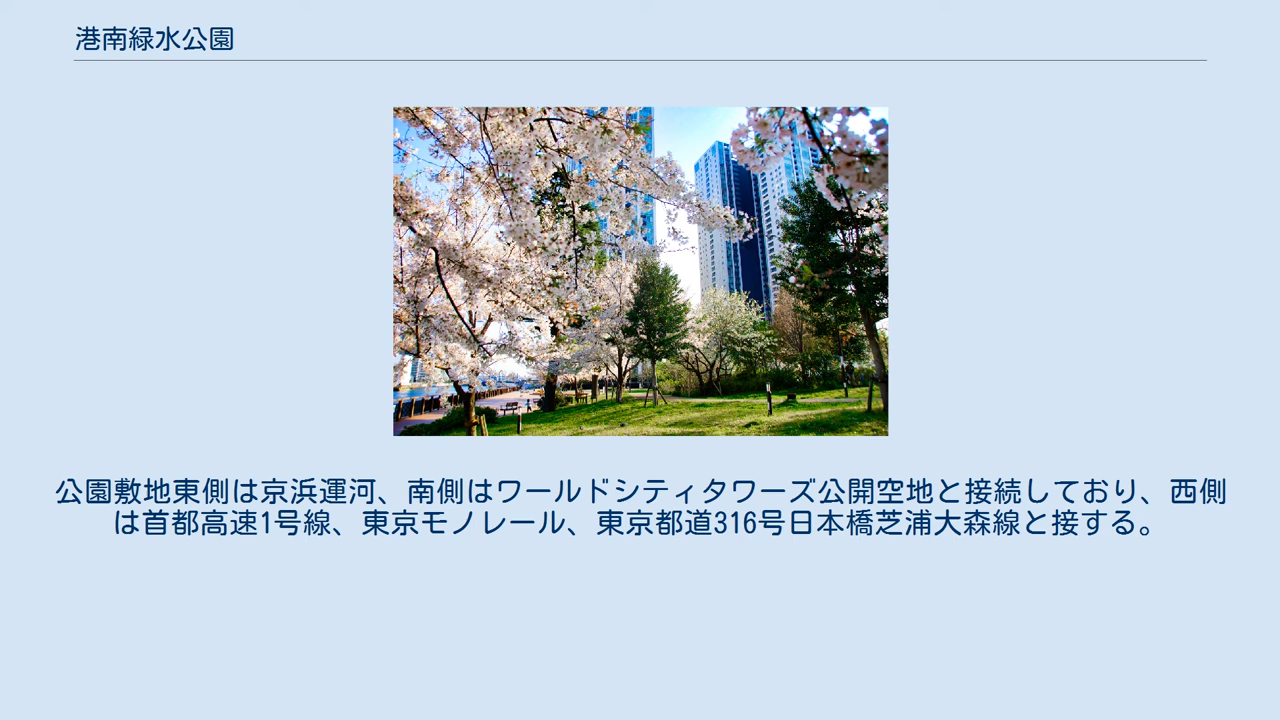 港南緑水公園
公園敷地東側は京浜運河、南側はワールドシティタワーズ公開空地と接続しており、西側
は首都高速1号線、東京モノレール、東京都道316号日本橋芝浦大森線と接する。